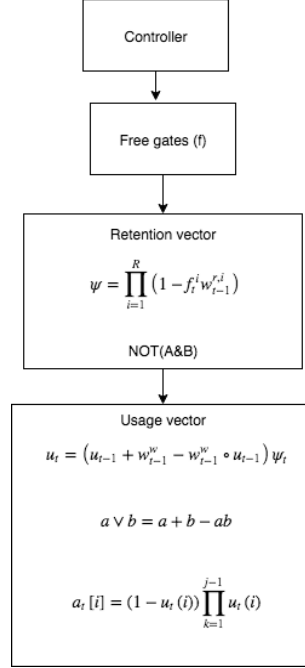 Controller
Free gates (f)
Retention vector
ψ = ∏_{i=1}^{R} (1 − f_t^i w_{t−1}^{r,i})
NOT(A&B)
Usage vector
u_t = (u_{t−1} + w_{t−1}^w − w_{t−1}^w ∘ u_{t−1}) ψ_t
a ∨ b = a + b − ab
a_t [i] = (1 − u_t (i)) ∏_{k=1}^{j−1} u_t (i)